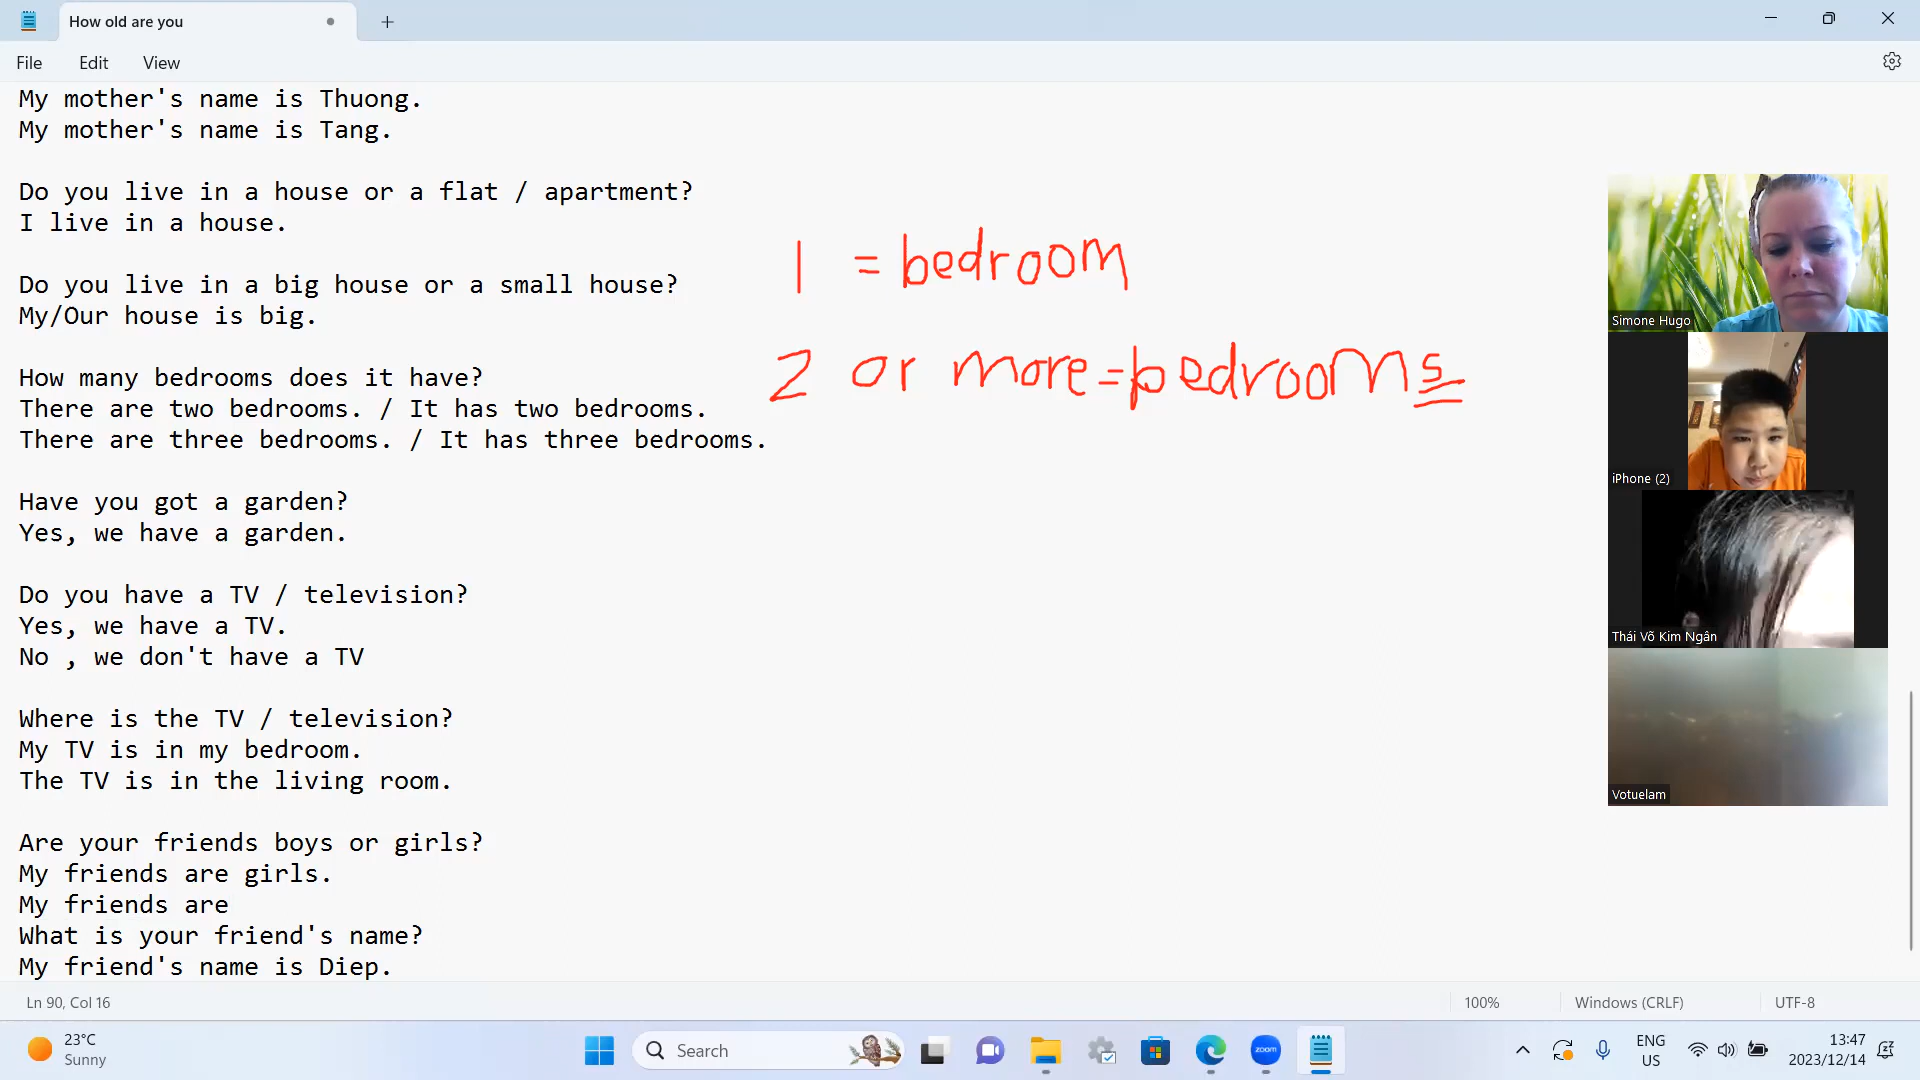 How old are you
File Edit View
My mother's name is Thuong.
My mother's name is Tang.
Do you live in a house or a flat / apartment?
I live in a house.
Do you live in a big house or a small house?
My/Our house is big.
How many bedrooms does it have?
There are two bedrooms. / It has two bedrooms.
There are three bedrooms. / It has three bedrooms.
Have you got a garden?
Yes, we have a garden.
Do you have a TV / television?
Yes, we have a TV.
No , we don't have a TV
Where is the TV / television?
My TV is in my bedroom.
The TV is in the living room.
Are your friends boys or girls?
My friends are girls.
My friends are
What is your friend's name?
My friend's name is Diep.
1 = bedroom
2 or more = bedrooms
Simone Hugo
iPhone (2)
Thái Võ Kim Ngân
Votuelam
Ln 90, Col 16
100%
Windows (CRLF)
UTF-8
23°C
Sunny
Search
zoom
ENG
US
13:47
2023/12/14